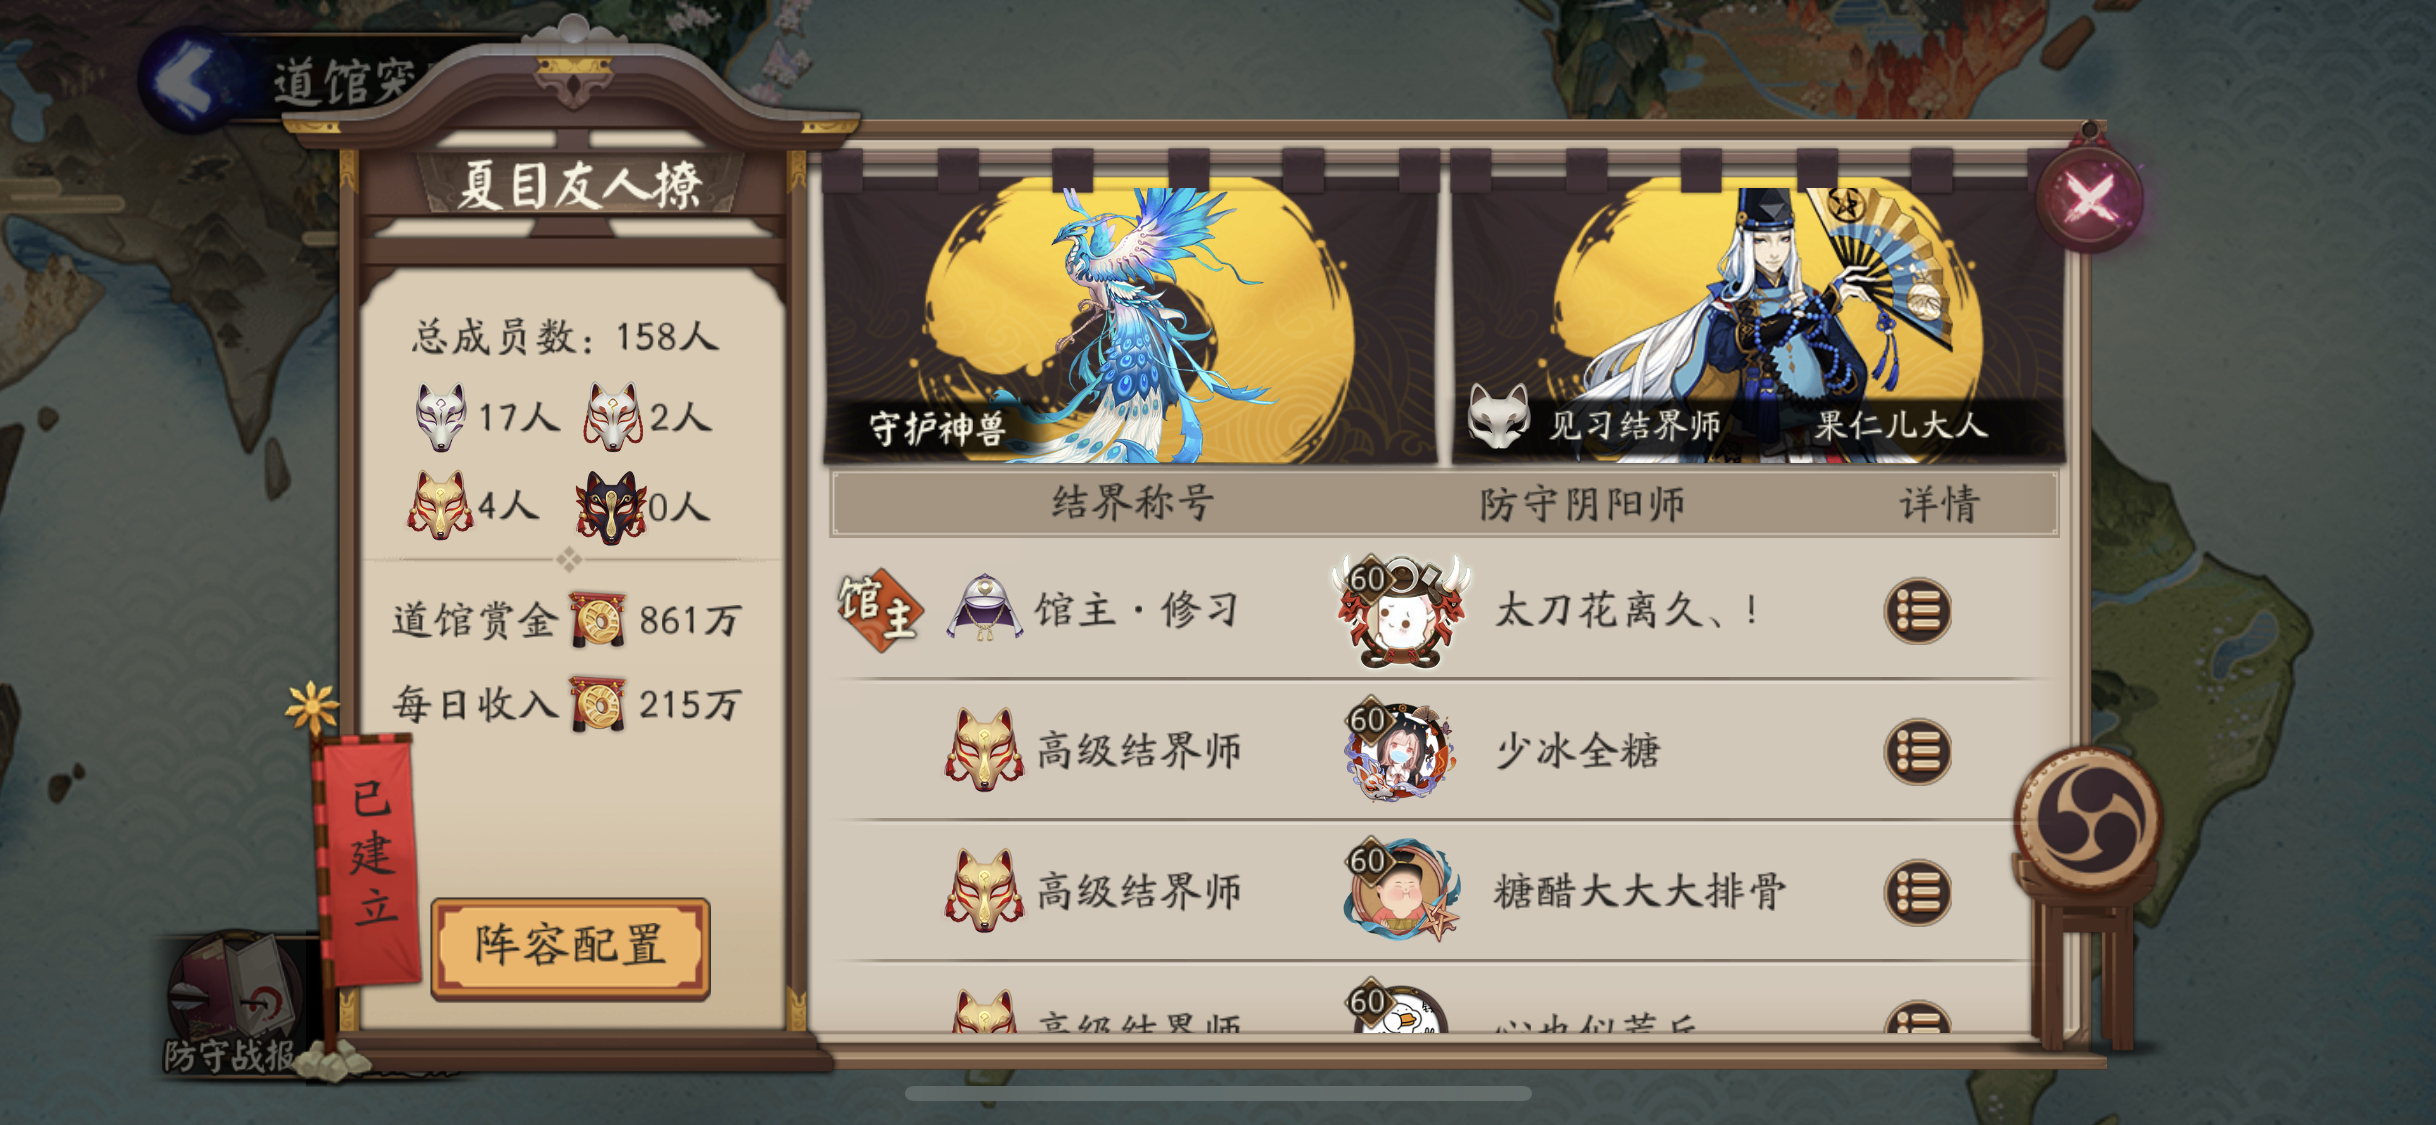 道馆突
夏目友人撩
总成员数：158人
17人 2人
4人 0人
道馆赏金 861万
每日收入 215万
已建立
阵容配置
防守战报
守护神兽
见习结界师 果仁儿大人
结界称号 防守阴阳师 详情
馆主 馆主·修习 60 太刀花离久、!
高级结界师 60 少冰全糖
高级结界师 60 糖醋大大大排骨
高级结界师 60